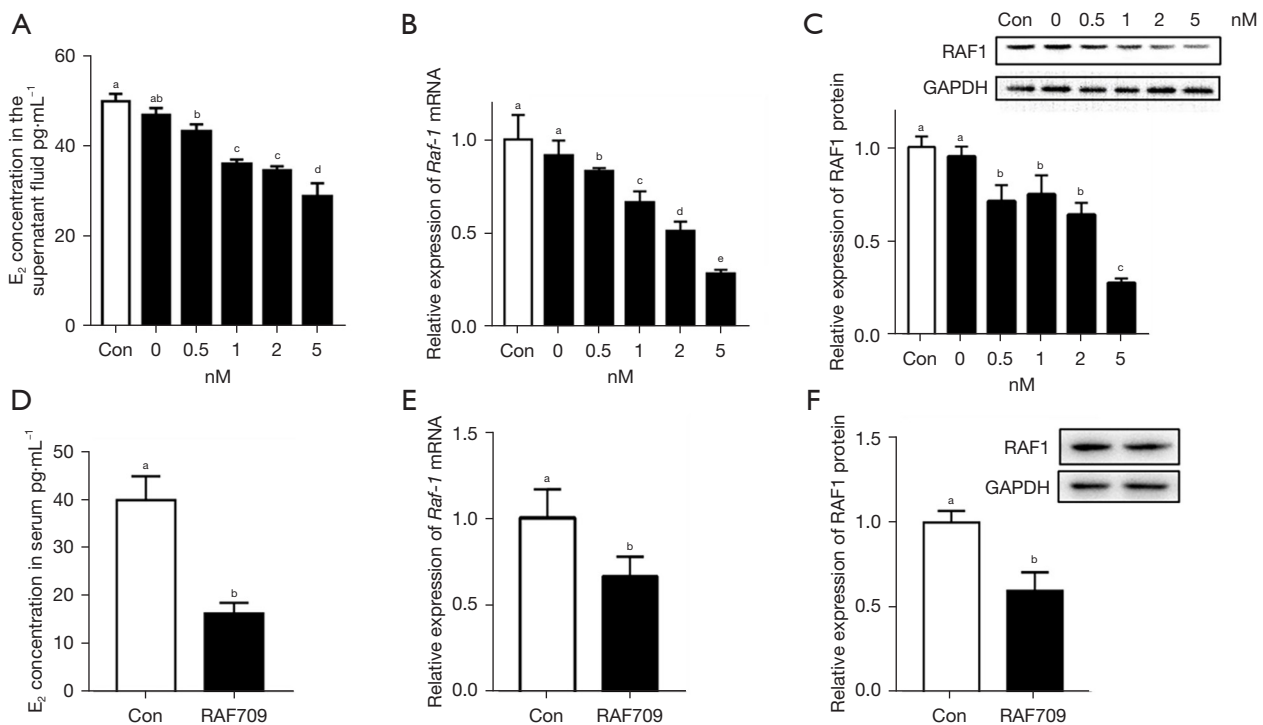 A
E₂ concentration in the
supernatant fluid pg·mL⁻¹
60
40
20
0
a
ab
b
c
c
d
Con 0 0.5 1 2 5
nM
B
Relative expression of Raf-1 mRNA
1.5
1.0
0.5
0.0
a
a
b
c
d
e
Con 0 0.5 1 2 5
nM
C
Con 0 0.5 1 2 5 nM
RAF1
GAPDH
Relative expression of RAF1 protein
1.0
0.5
0.0
a
a
b
b
b
c
Con 0 0.5 1 2 5
nM
D
E₂ concentration in serum pg·mL⁻¹
50
40
30
20
10
0
a
b
Con RAF709
E
Relative expression of Raf-1 mRNA
1.5
1.0
0.5
0.0
a
b
Con RAF709
F
RAF1
GAPDH
Relative expression of RAF1 protein
1.5
1.0
0.5
0.0
a
b
Con RAF709